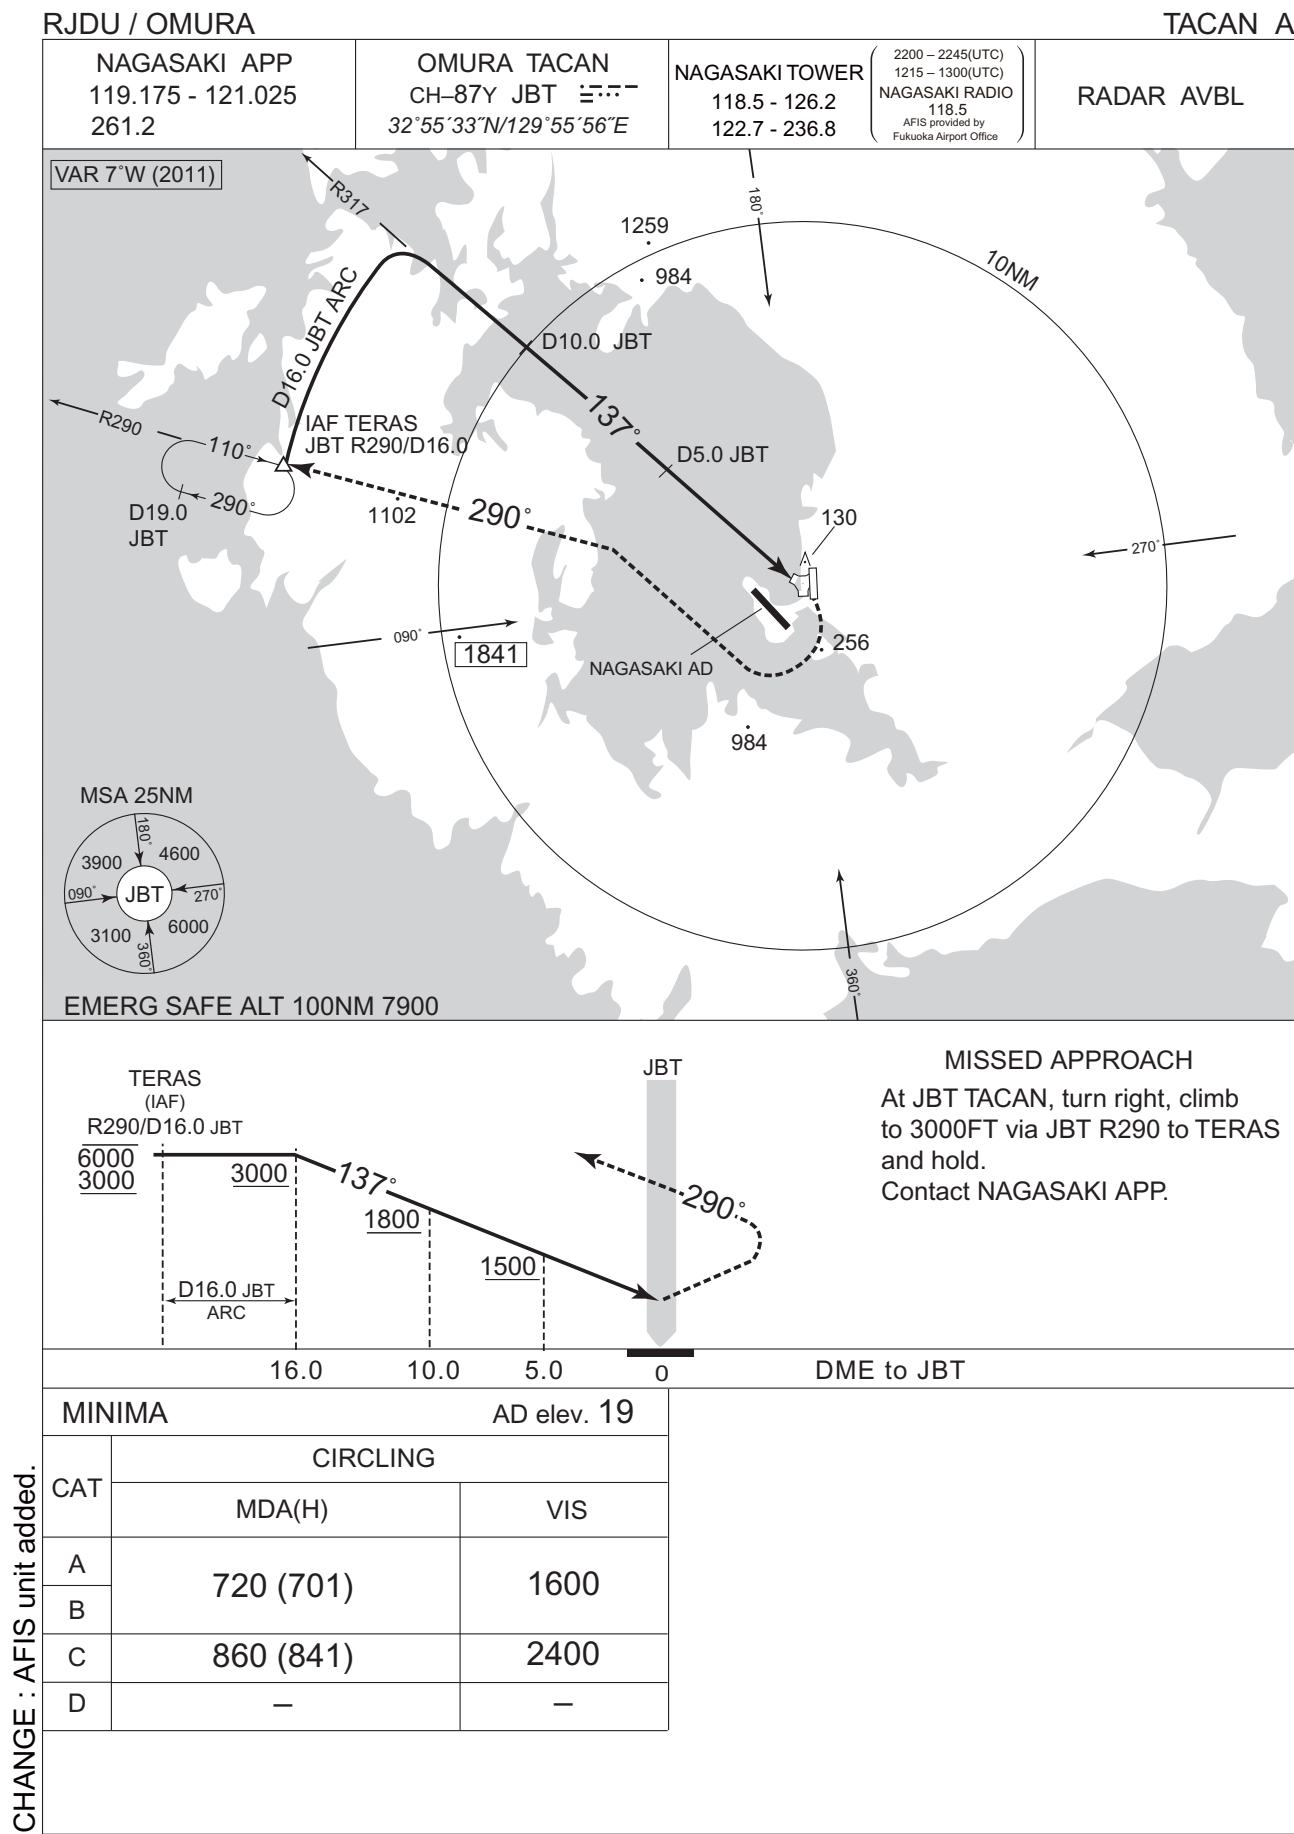 RJDU / OMURA
TACAN A
NAGASAKI APP
119.175 - 121.025
261.2
OMURA TACAN
CH–87Y JBT
32˚55´33˝N/129˚55´56˝E
NAGASAKI TOWER
118.5 - 126.2
122.7 - 236.8
2200 – 2245(UTC)
1215 – 1300(UTC)
NAGASAKI RADIO
118.5
AFIS provided by
Fukuoka Airport Office
RADAR AVBL
VAR 7˚W (2011)
R317
180˚
1259
984
10NM
D16.0 JBT ARC
D10.0 JBT
R290
110˚
IAF TERAS
JBT R290/D16.0
137˚
D5.0 JBT
290˚
D19.0
JBT
1102
290˚
130
270˚
090˚
1841
NAGASAKI AD
256
984
MSA 25NM
180˚
3900
4600
090˚
JBT
270˚
3100
6000
360˚
360˚
EMERG SAFE ALT 100NM 7900
TERAS
(IAF)
R290/D16.0 JBT
6000
3000
3000
137˚
1800
1500
D16.0 JBT
ARC
JBT
290˚
MISSED APPROACH
At JBT TACAN, turn right, climb
to 3000FT via JBT R290 to TERAS
and hold.
Contact NAGASAKI APP.
16.0 10.0 5.0 0 DME to JBT
MINIMA AD elev. 19
CAT
CIRCLING
MDA(H) VIS
A
B
720 (701) 1600
C 860 (841) 2400
D – –
CHANGE : AFIS unit added.